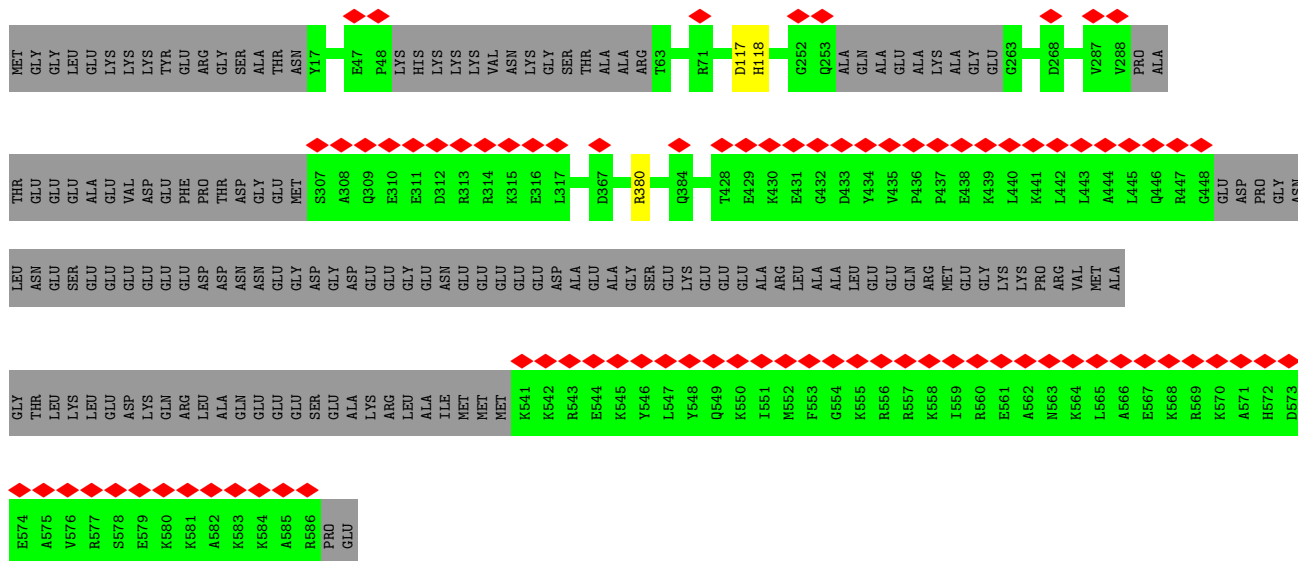 MET GLY GLY LEU GLU LYS LYS LYS TYR GLU ARG GLY SER ALA THR ASN Y17 E47 P48 LYS HIS LYS LYS LYS VAL ASN LYS GLY SER THR ALA ALA ARG T63 R71 D117 H118 G252 Q253 ALA GLN ALA GLU ALA LYS ALA GLY GLU G263 D268 V287 V288 PRO ALA
THR GLU GLU GLU ALA GLU VAL ASP GLU PHE PRO THR ASP GLY GLU MET S307 A308 Q309 E310 E311 D312 R313 R314 K315 E316 L317 D367 R380 Q384 T428 E429 K430 E431 G432 D433 Y434 V435 P436 P437 E438 K439 L440 K441 L442 L443 A444 L445 Q446 R447 G448 GLU ASP PRO GLY ASN
LEU ASN GLU SER GLU GLU GLU GLU ASP ASP ASN ASN GLU GLY ASP GLY ASP GLU GLU GLY GLU ASN GLU GLU GLU GLU ASP ALA GLU ALA GLY SER GLU LYS GLU GLU GLU ALA ARG LEU ALA ALA LEU GLU GLU GLN ARG MET GLU GLY LYS LYS PRO ARG VAL MET ALA
GLY THR LEU LYS LEU GLU ASP LYS GLN ARG LEU ALA GLN GLU GLU GLU SER GLU ALA LYS ARG LEU ALA ILE MET MET MET K541 K542 R543 E544 K545 Y546 L547 Y548 Q549 K550 I551 M552 F553 G554 K555 R556 R557 K558 I559 R560 E561 A562 N563 K564 L565 A566 E567 K568 R569 K570 A571 H572 D573
E574 A575 V576 R577 S578 E579 K580 K581 A582 K583 K584 A585 R586 PRO GLU